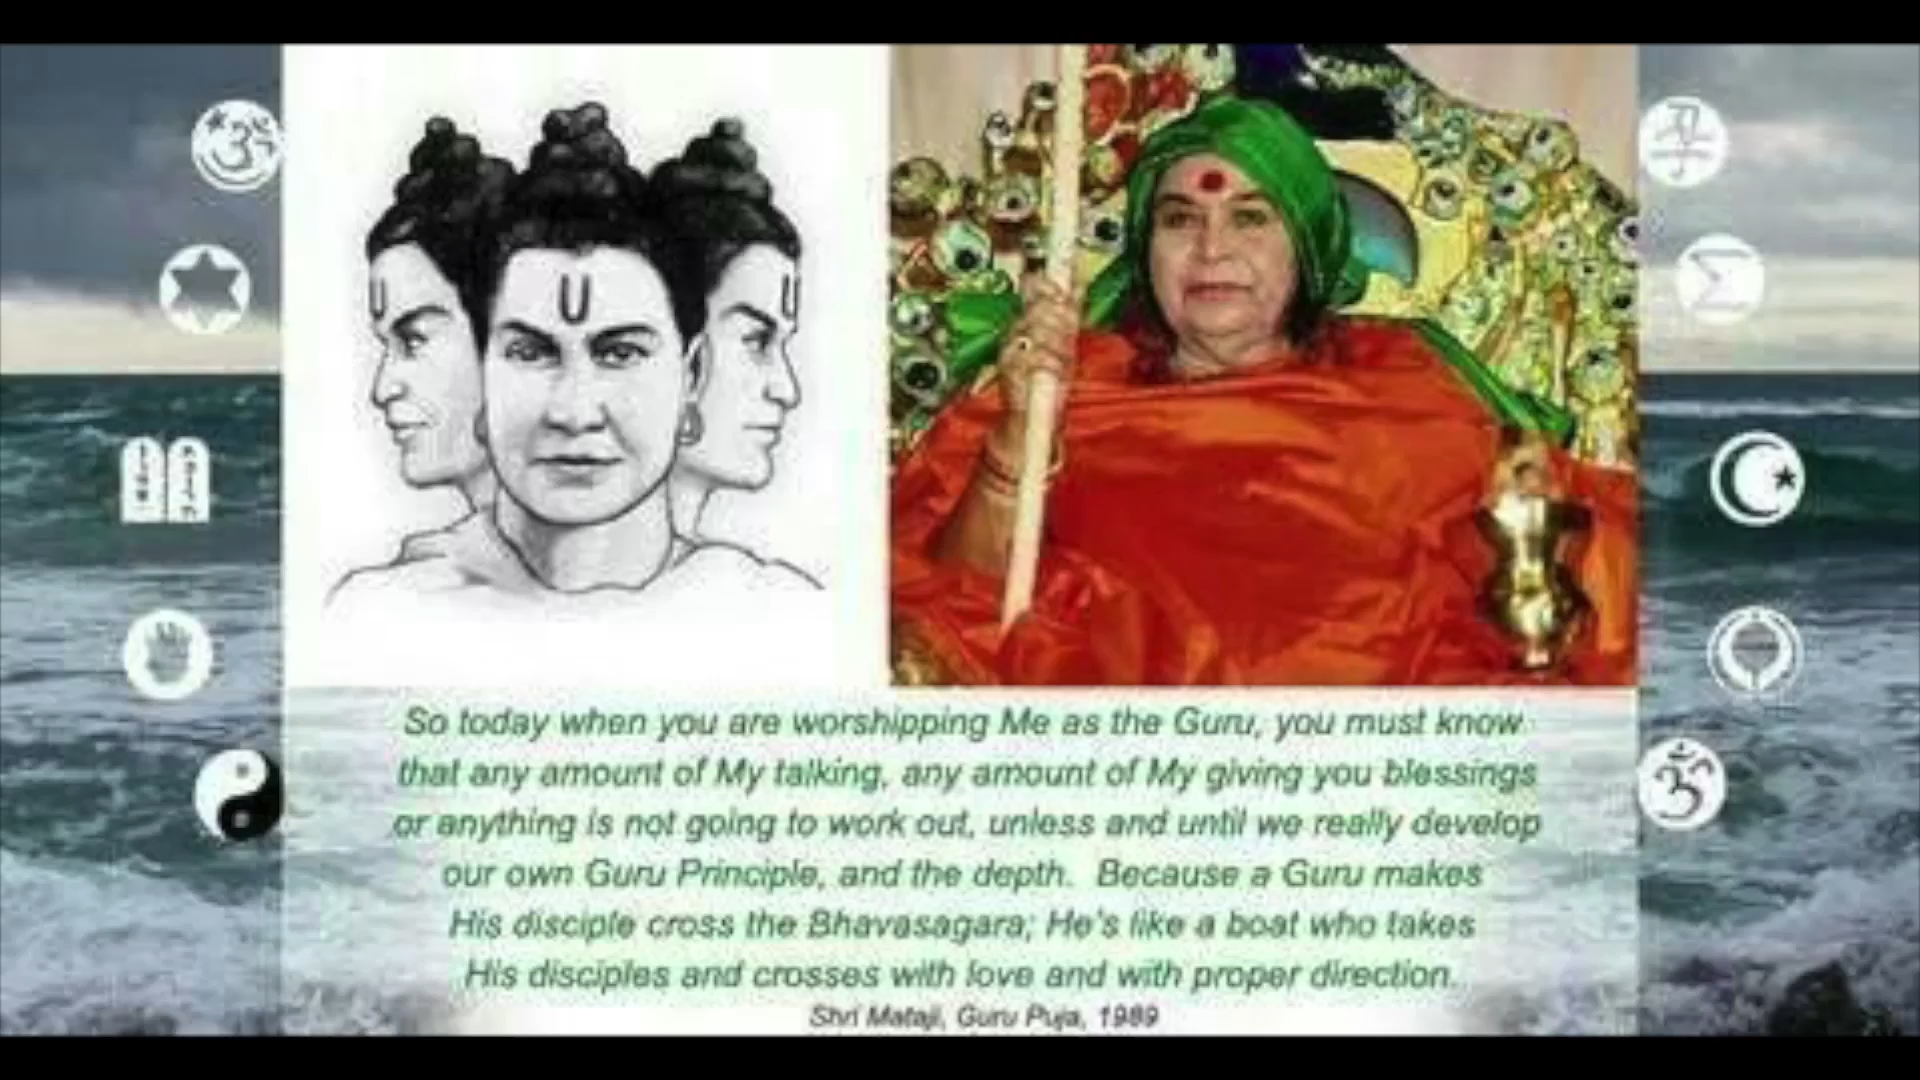 So today when you are worshipping Me as the Guru, you must know
that any amount of My talking, any amount of My giving you blessings
or anything is not going to work out, unless and until we really develop
our own Guru Principle, and the depth. Because a Guru makes
His disciple cross the Bhavasagara; He's like a boat who takes
His disciples and crosses with love and with proper direction.
Shri Mataji, Guru Puja, 1989